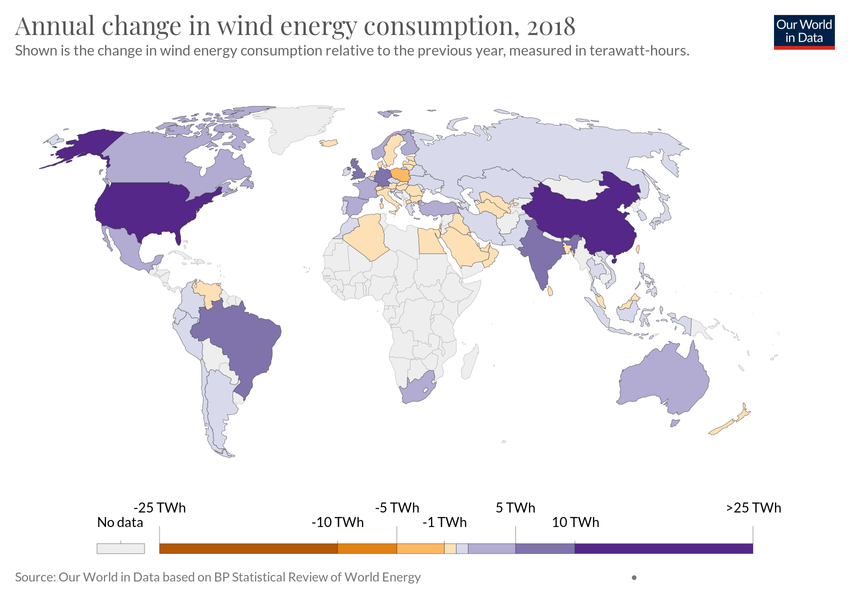 Annual change in wind energy consumption, 2018
Our World
in Data
Shown is the change in wind energy consumption relative to the previous year, measured in terawatt-hours.
-25 TWh -5 TWh 5 TWh >25 TWh
No data -10 TWh -1 TWh 10 TWh
Source: Our World in Data based on BP Statistical Review of World Energy